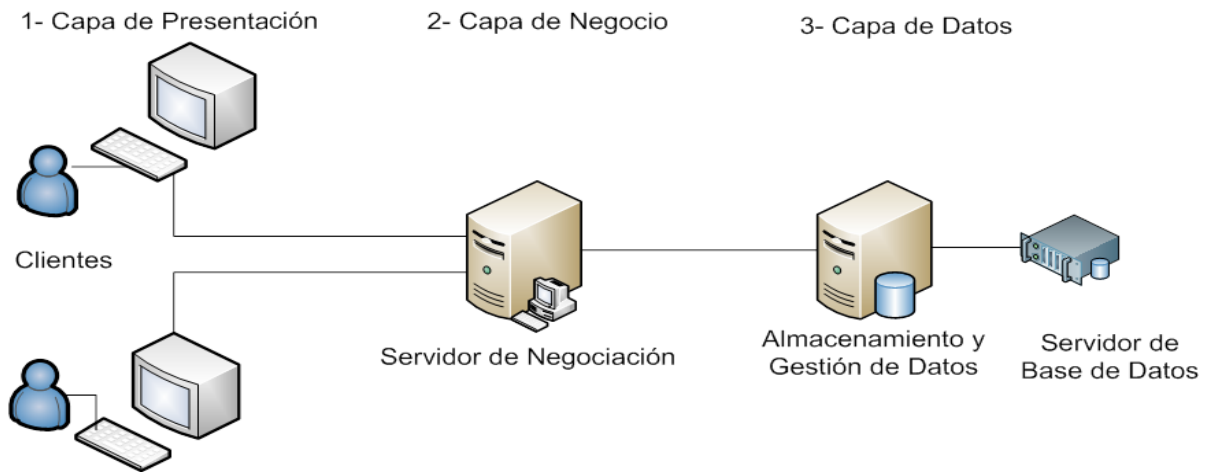 1- Capa de Presentación
2- Capa de Negocio
3- Capa de Datos
Clientes
Servidor de Negociación
Almacenamiento y
Gestión de Datos
Servidor de
Base de Datos